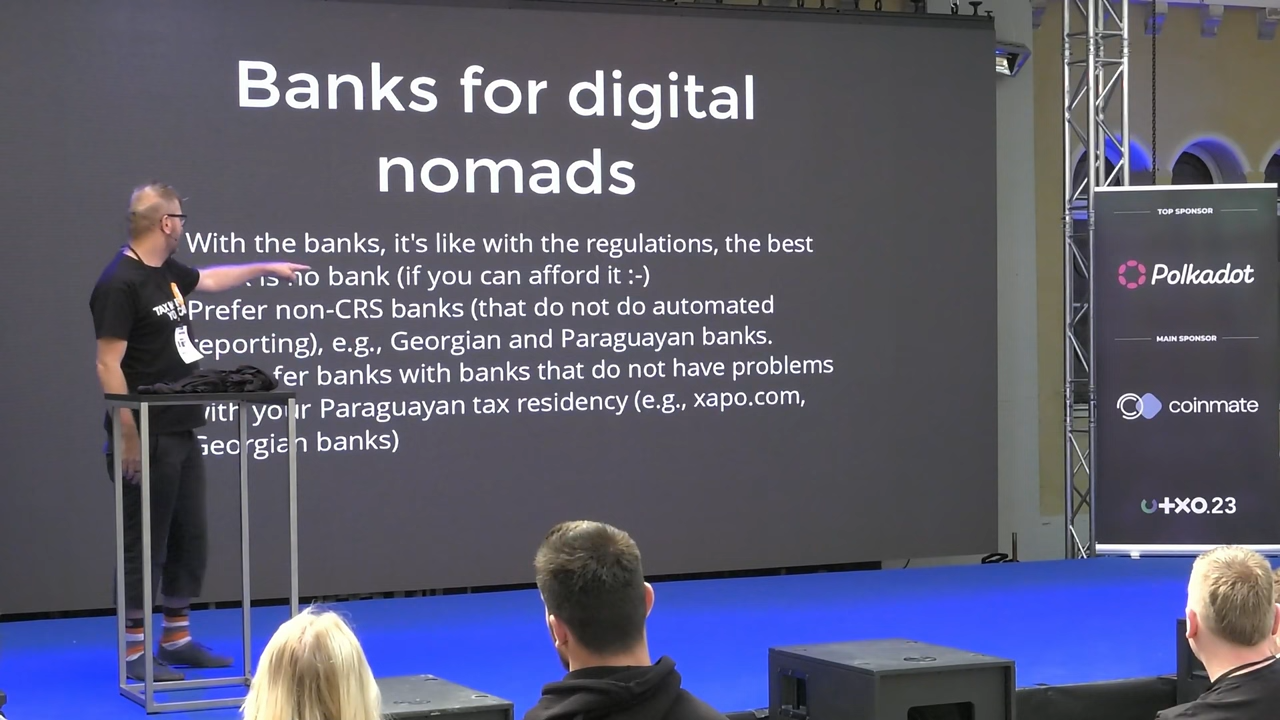 Banks for digital
nomads
With the banks, it's like with the regulations, the best
is no bank (if you can afford it :-)
Prefer non-CRS banks (that do not do automated
reporting), e.g., Georgian and Paraguayan banks.
fer banks with banks that do not have problems
with your Paraguayan tax residency (e.g., xapo.com,
Georgian banks)
TOP SPONSOR
Polkadot
MAIN SPONSOR
coinmate
UTXO.23
TAX